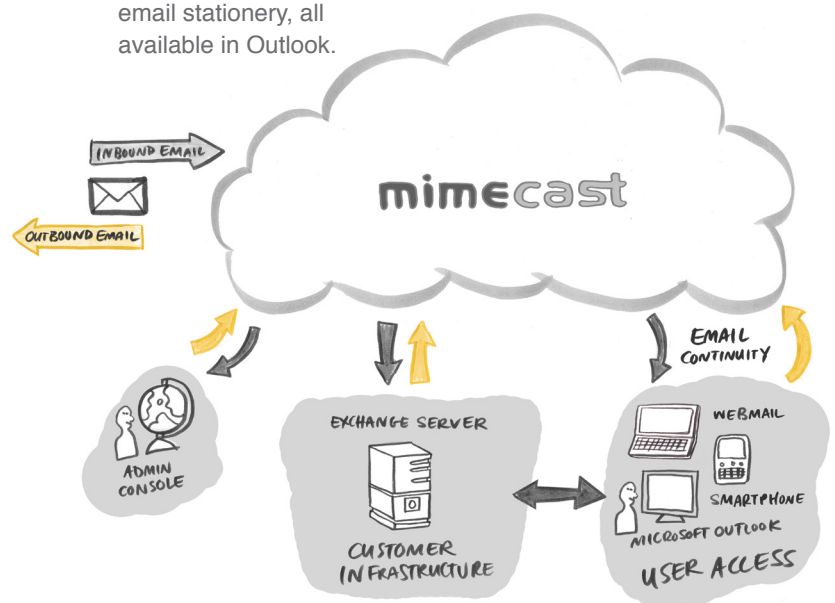 email stationery, all
available in Outlook.
INBOUND EMAIL
mimecast
OUTBOUND EMAIL
EMAIL
CONTINUITY
EXCHANGE SERVER
WEBMAIL
ADMIN
CONSOLE
SMARTPHONE
MICROSOFT OUTLOOK
CUSTOMER
INFRASTRUCTURE
USER ACCESS